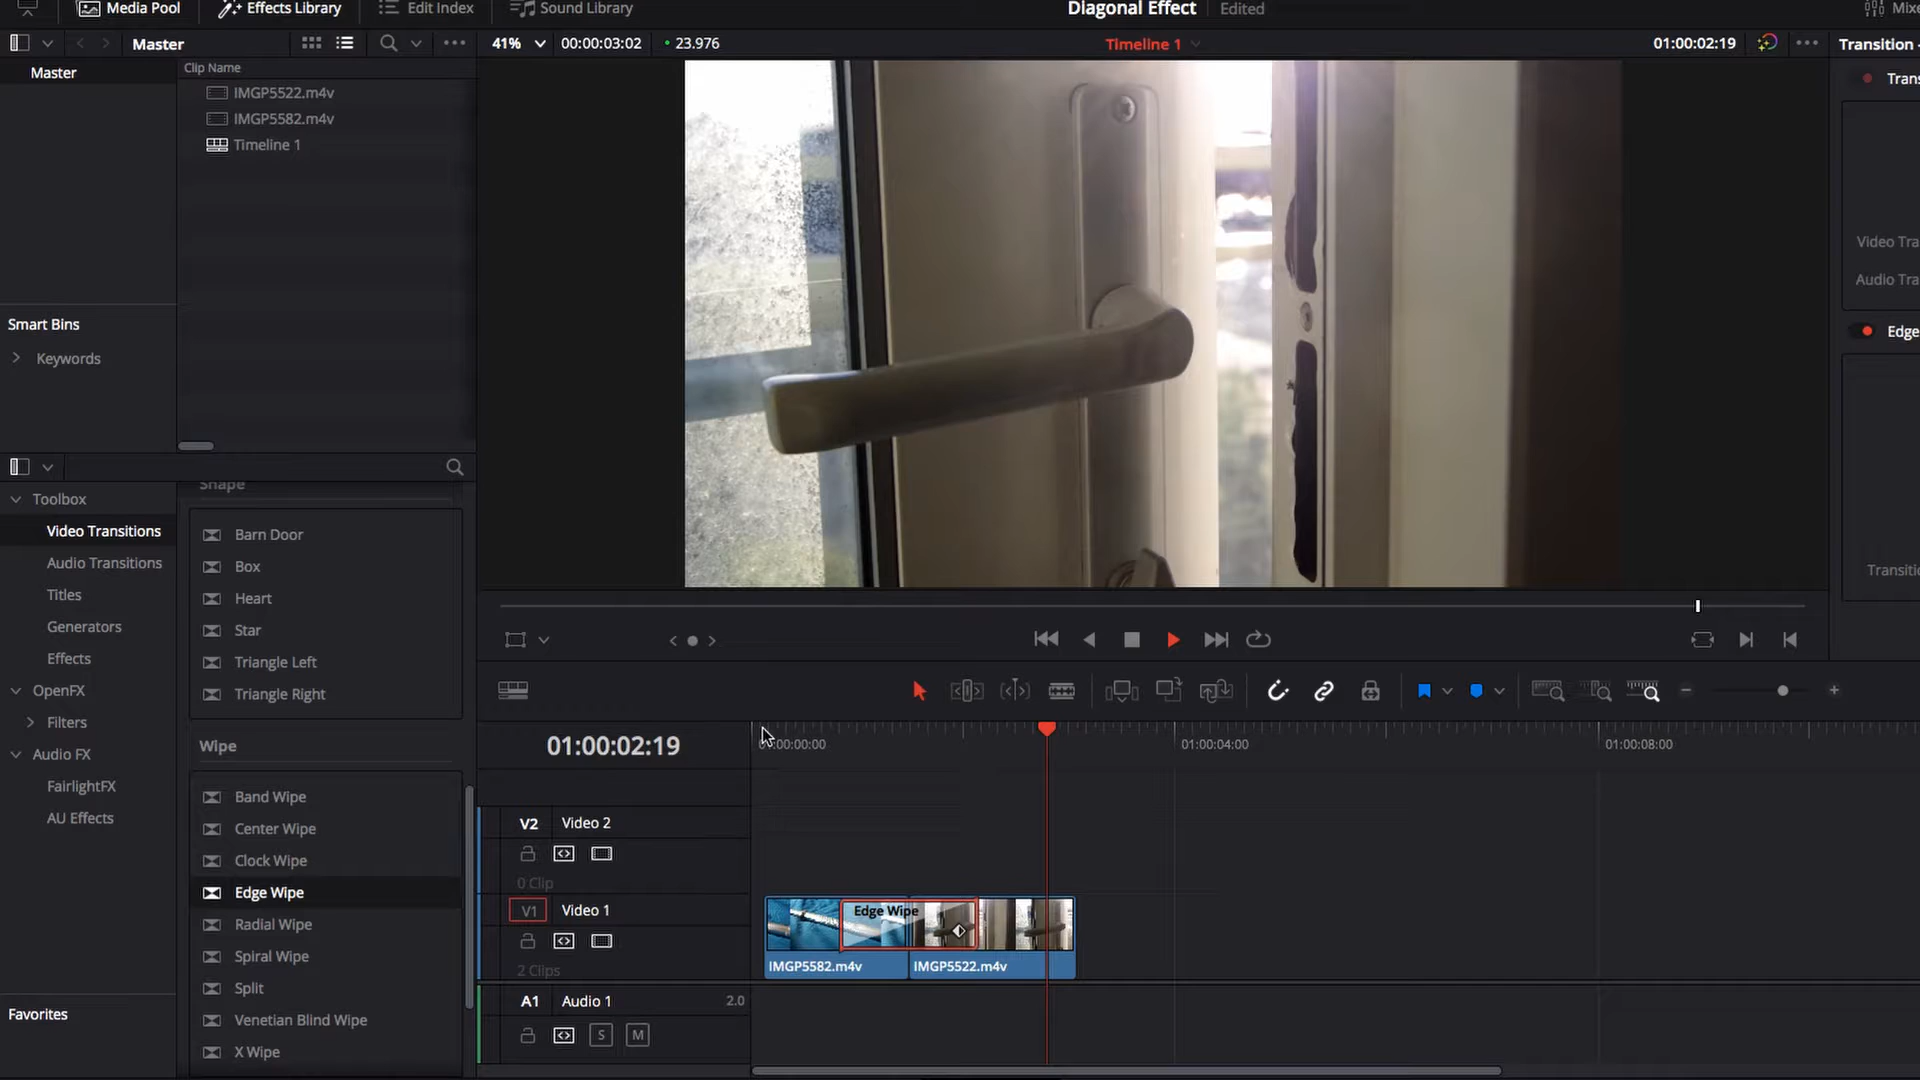 Media Pool
Effects Library
Edit Index
Sound Library
Diagonal Effect
Edited
Master
41%
00:00:03:02
23.976
Timeline 1
01:00:02:19
Transition
Master
Clip Name
IMGP5522.m4v
IMGP5582.m4v
Timeline 1
Smart Bins
Keywords
Video Tra
Audio Tra
Edge
Transitio
Toolbox
Video Transitions
Audio Transitions
Titles
Generators
Effects
OpenFX
Filters
Audio FX
FairlightFX
AU Effects
Favorites
Shape
Barn Door
Box
Heart
Star
Triangle Left
Triangle Right
Wipe
Band Wipe
Center Wipe
Clock Wipe
Edge Wipe
Radial Wipe
Spiral Wipe
Split
Venetian Blind Wipe
X Wipe
01:00:02:19
01:00:04:00
01:00:08:00
V2
Video 2
0 Clip
V1
Video 1
2 Clips
Edge Wipe
IMGP5582.m4v
IMGP5522.m4v
A1
Audio 1
2.0
S
M